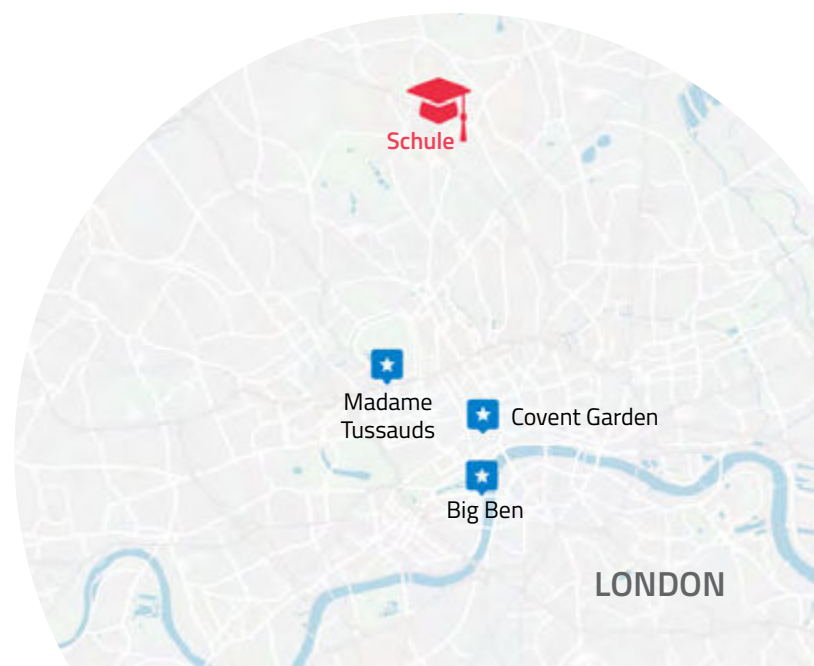 Schule
Madame
Tussauds
Covent Garden
Big Ben
LONDON